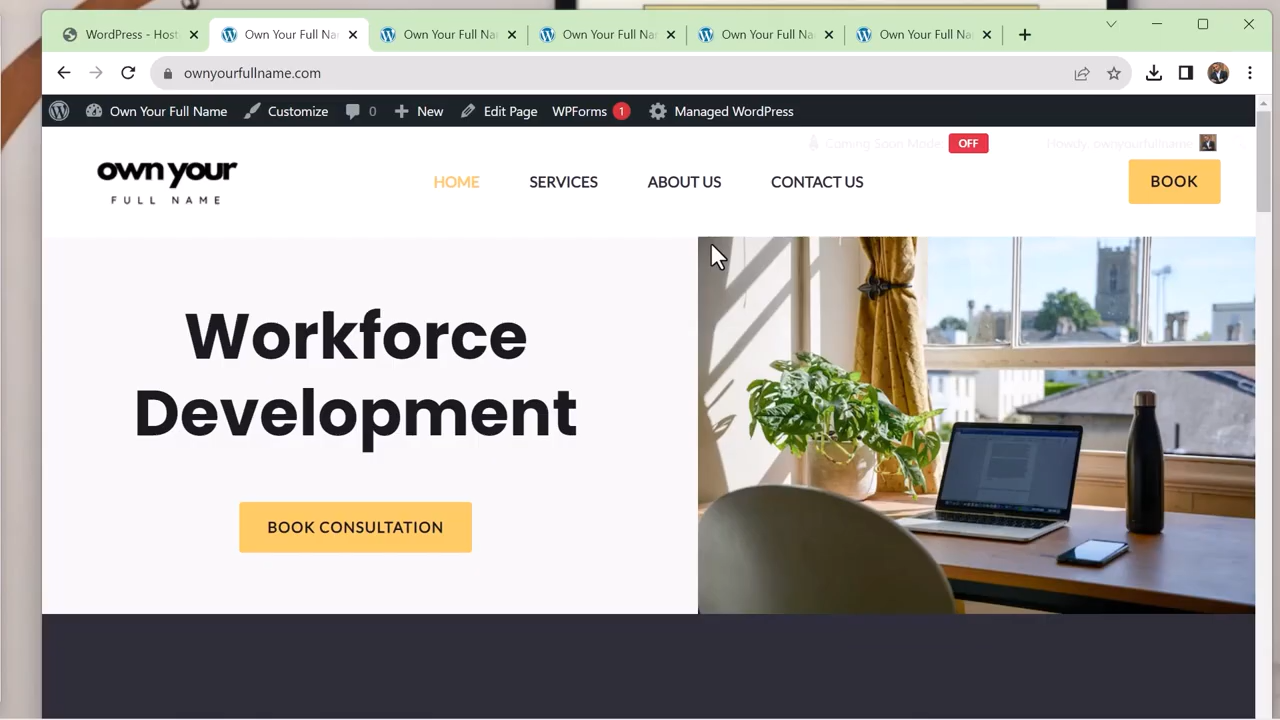 WordPress - Host
Own Your Full Na
Own Your Full Na
Own Your Full Na
Own Your Full Na
Own Your Full Na
ownyourfullname.com
Own Your Full Name
Customize
0
New
Edit Page
WPForms 1
Managed WordPress
Coming Soon Mode OFF
Howdy, ownyourfullname
own your
FULL NAME
HOME
SERVICES
ABOUT US
CONTACT US
BOOK
Workforce
Development
BOOK CONSULTATION